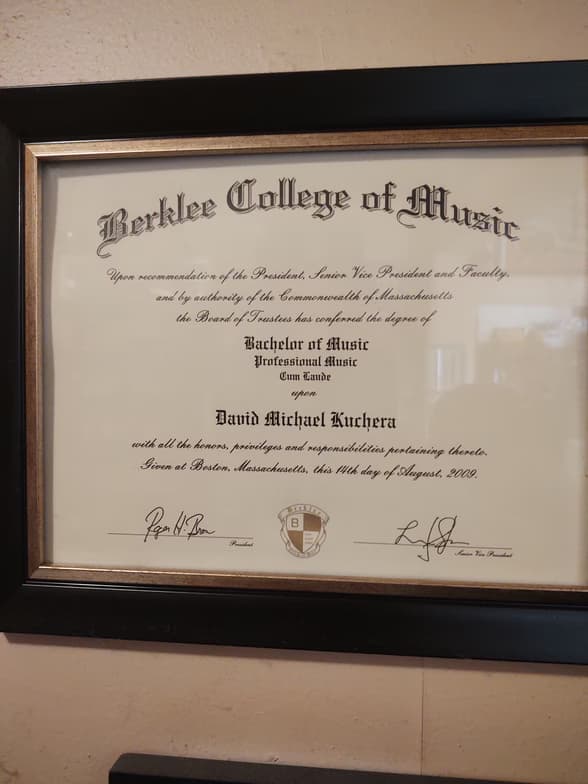 Berklee College of Music
Upon recommendation of the President, Senior Vice President and Faculty,
and by authority of the Commonwealth of Massachusetts
the Board of Trustees has conferred the degree of
Bachelor of Music
Professional Music
Cum Laude
upon
David Michael Kuchera
with all the honors, privileges and responsibilities pertaining thereto.
Given at Boston, Massachusetts, this 14th day of August, 2009.
Roger H. Brown
President
Berklee
B
Senior Vice President